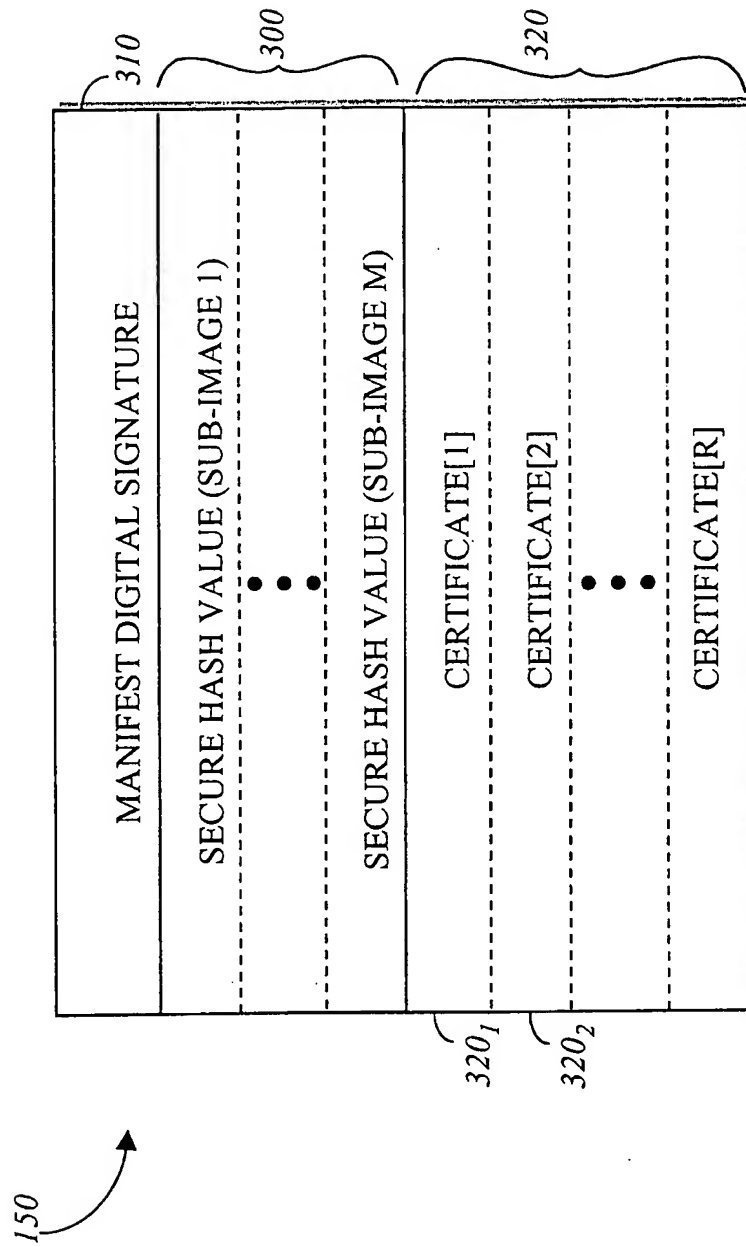 150
310
MANIFEST DIGITAL SIGNATURE
SECURE HASH VALUE (SUB-IMAGE 1)
300
SECURE HASH VALUE (SUB-IMAGE M)
320₁
CERTIFICATE[1]
320
320₂
CERTIFICATE[2]
CERTIFICATE[R]